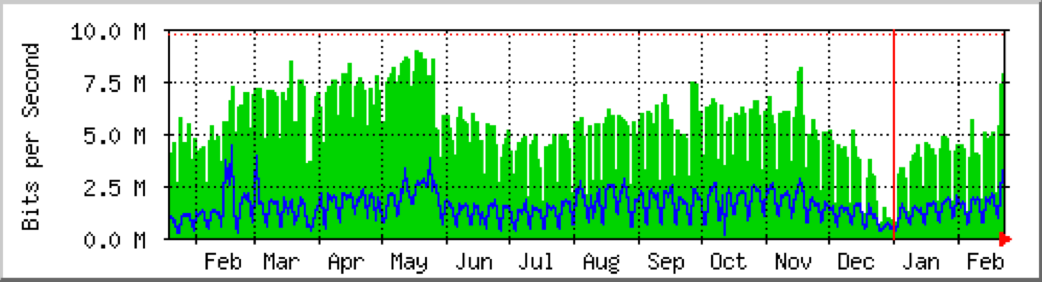 Bits per Second
10.0 M
7.5 M
5.0 M
2.5 M
0.0 M
Feb Mar Apr May Jun Jul Aug Sep Oct Nov Dec Jan Feb